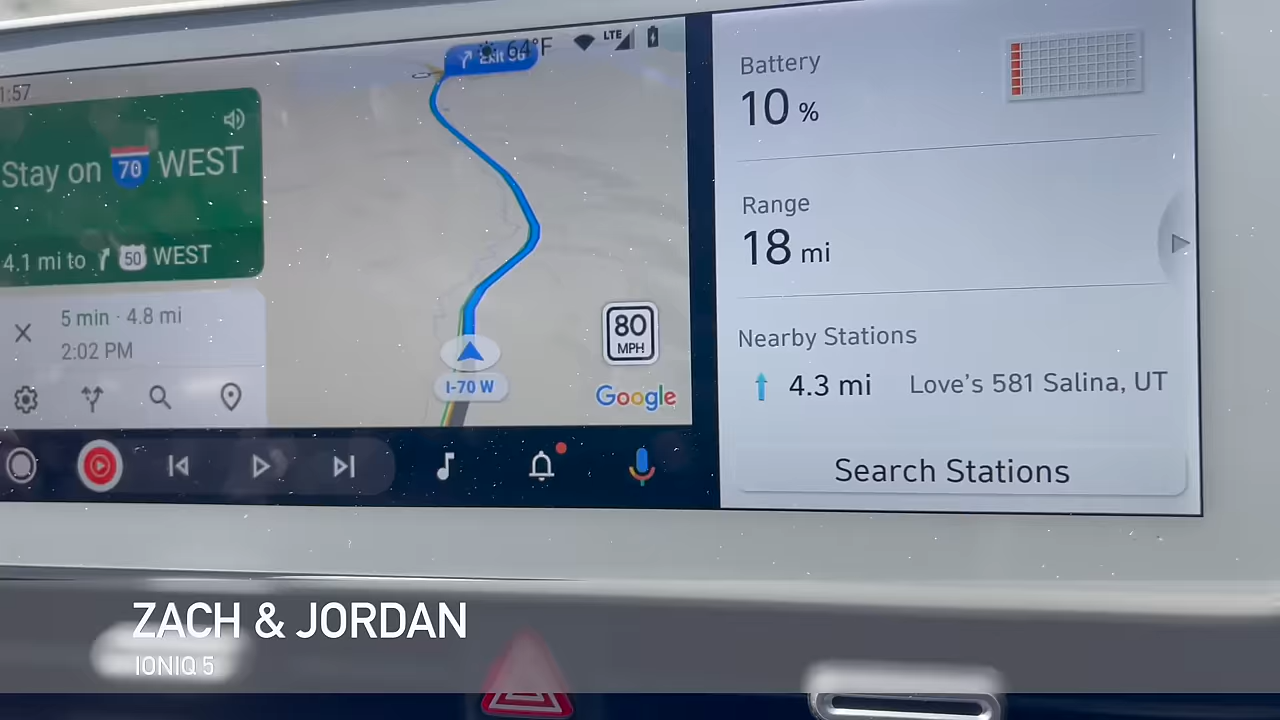 1:57
64°F
LTE
Exit
Stay on 70 WEST
4.1 mi to 50 WEST
5 min · 4.8 mi
2:02 PM
80
MPH
I-70 W
Google
Battery
10 %
Range
18 mi
Nearby Stations
4.3 mi Love's 581 Salina, UT
Search Stations
ZACH & JORDAN
IONIQ 5